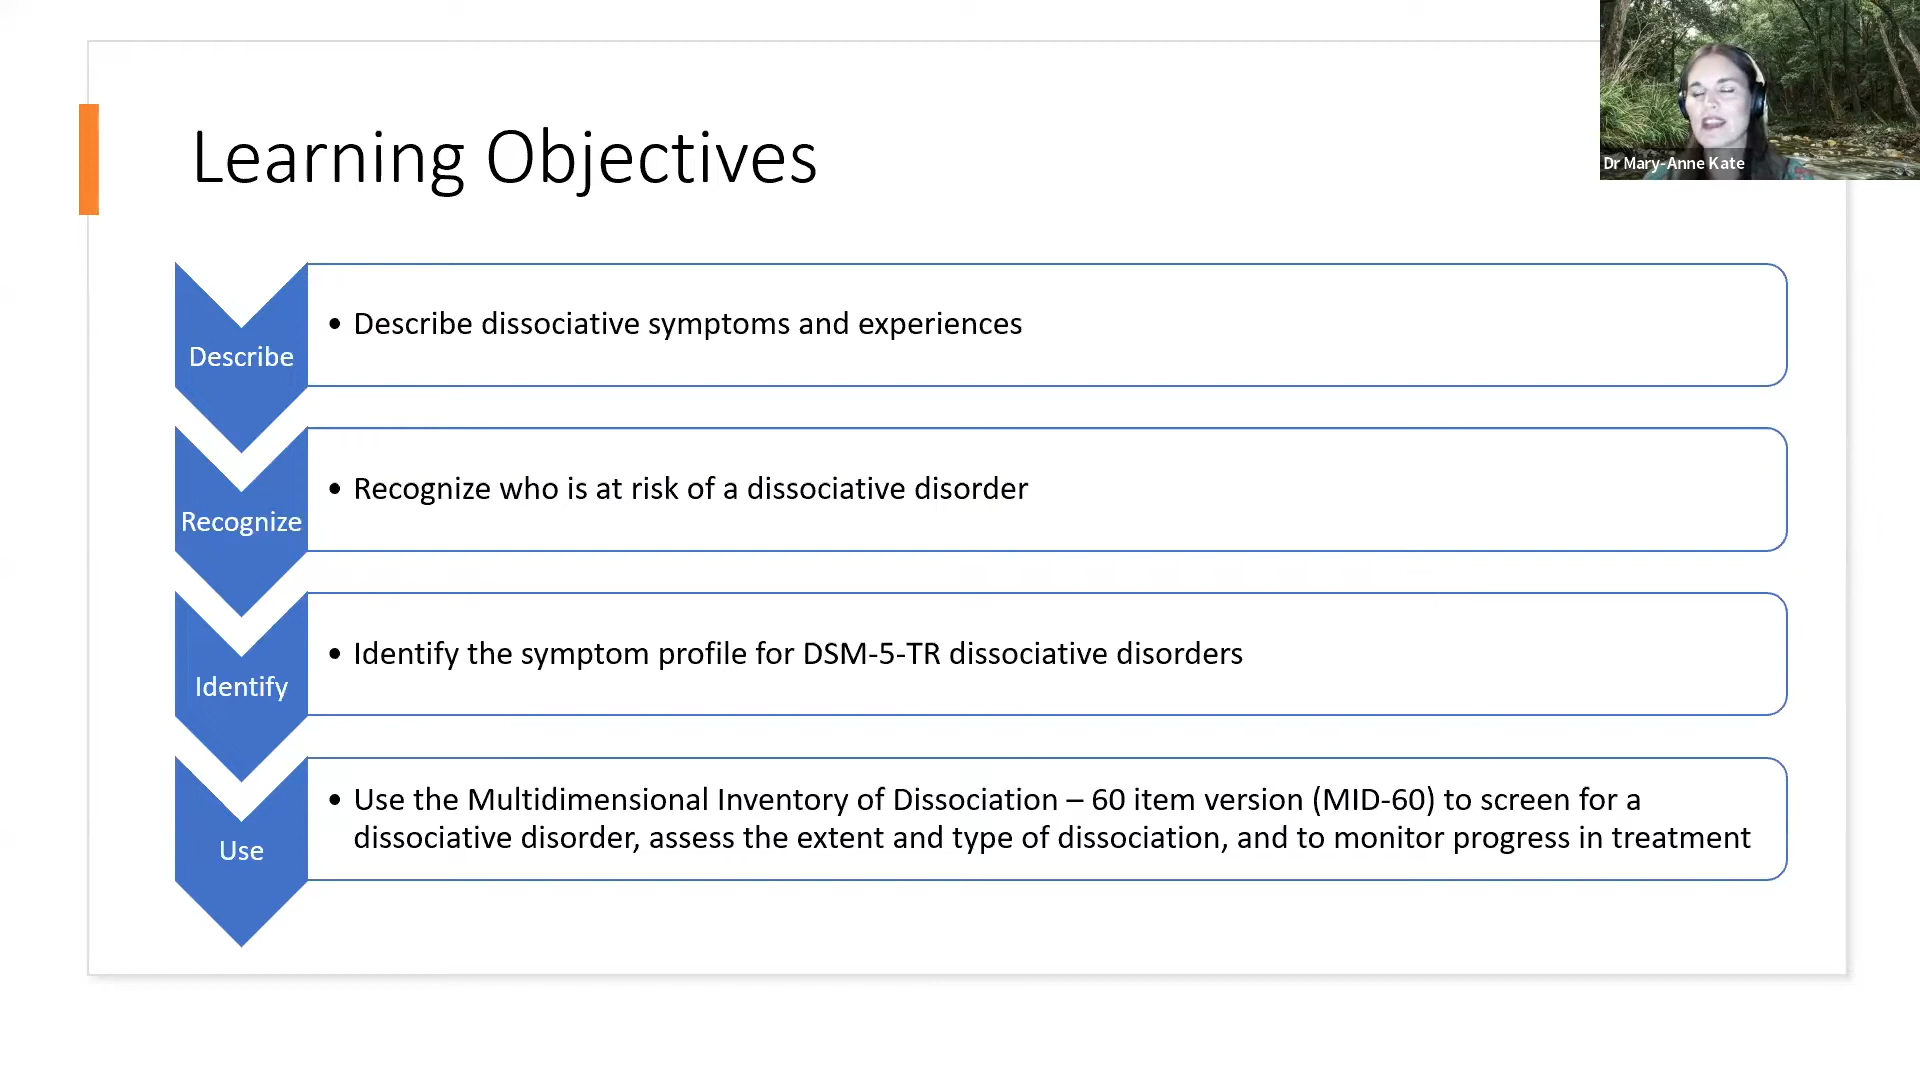 Learning Objectives
Dr Mary-Anne Kate
Describe
• Describe dissociative symptoms and experiences
Recognize
• Recognize who is at risk of a dissociative disorder
Identify
• Identify the symptom profile for DSM-5-TR dissociative disorders
Use
• Use the Multidimensional Inventory of Dissociation – 60 item version (MID-60) to screen for a
dissociative disorder, assess the extent and type of dissociation, and to monitor progress in treatment